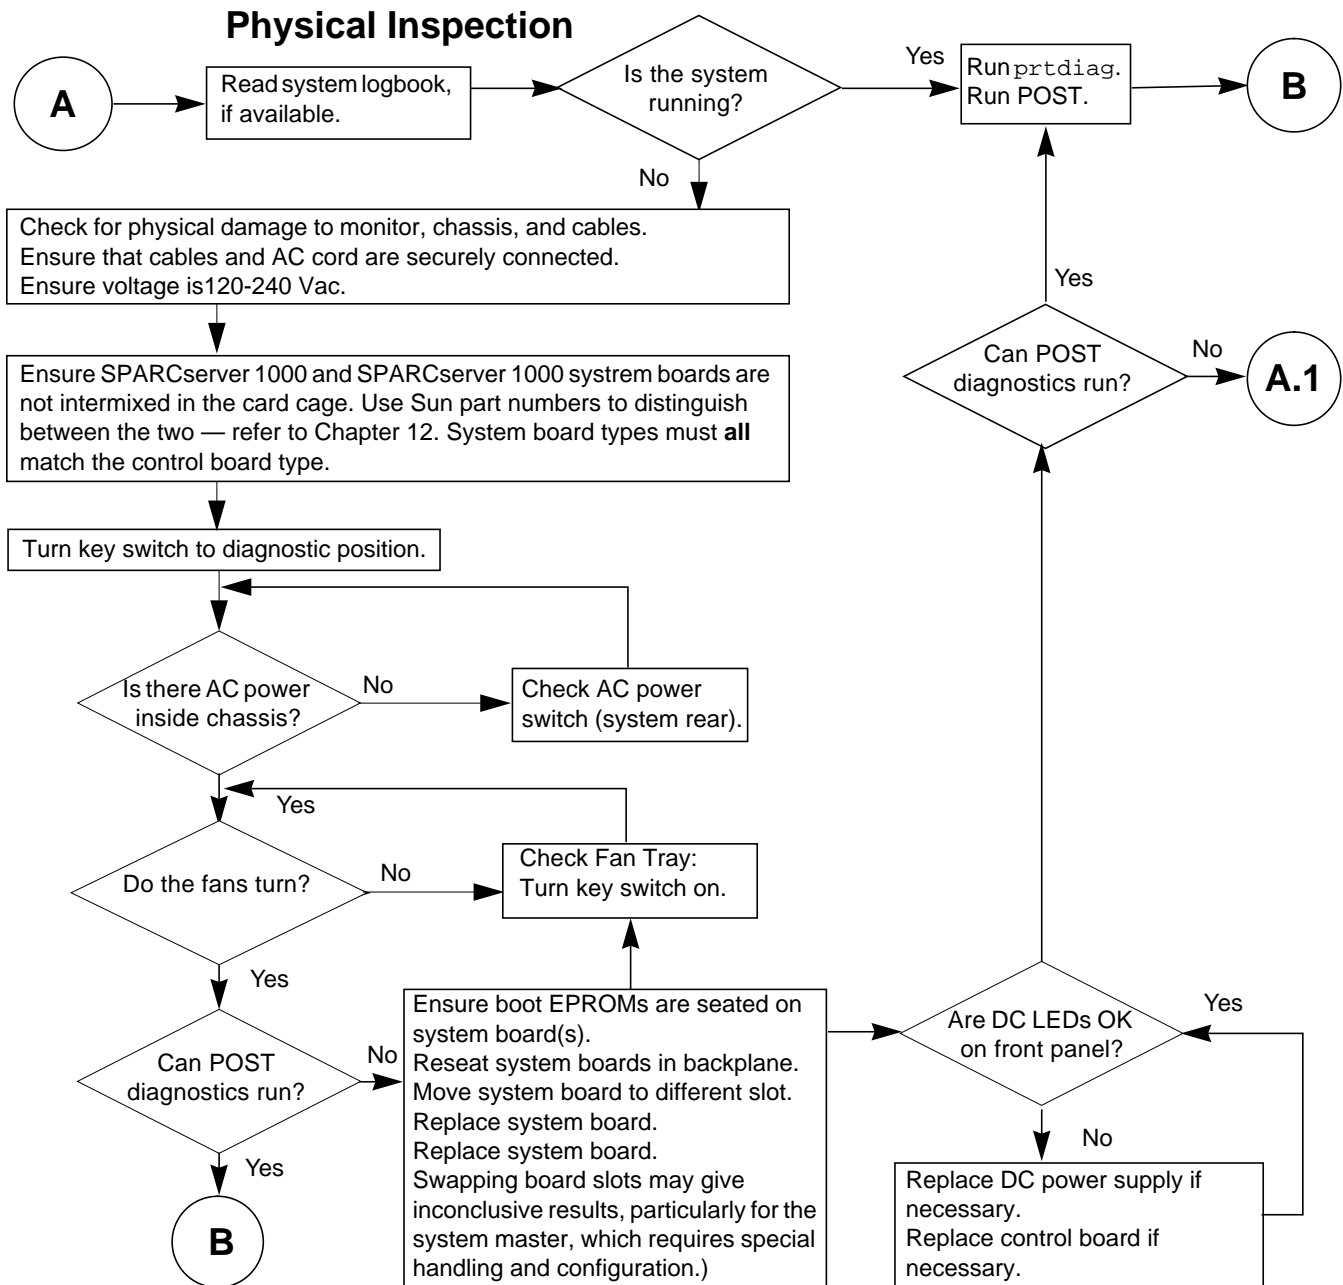 Physical Inspection
A
Read system logbook,
if available.
Is the system
running?
Yes
Run prtdiag.
Run POST.
B
No
Check for physical damage to monitor, chassis, and cables.
Ensure that cables and AC cord are securely connected.
Ensure voltage is120-240 Vac.
Ensure SPARCserver 1000 and SPARCserver 1000 systrem boards are
not intermixed in the card cage. Use Sun part numbers to distinguish
between the two — refer to Chapter 12. System board types must all
match the control board type.
Turn key switch to diagnostic position.
Is there AC power
inside chassis?
No
Check AC power
switch (system rear).
Yes
Do the fans turn?
No
Check Fan Tray:
Turn key switch on.
Yes
Can POST
diagnostics run?
No
Yes
B
Ensure boot EPROMs are seated on
system board(s).
Reseat system boards in backplane.
Move system board to different slot.
Replace system board.
Replace system board.
Swapping board slots may give
inconclusive results, particularly for the
system master, which requires special
handling and configuration.)
Are DC LEDs OK
on front panel?
Yes
No
Replace DC power supply if
necessary.
Replace control board if
necessary.
Can POST
diagnostics run?
Yes
No
A.1